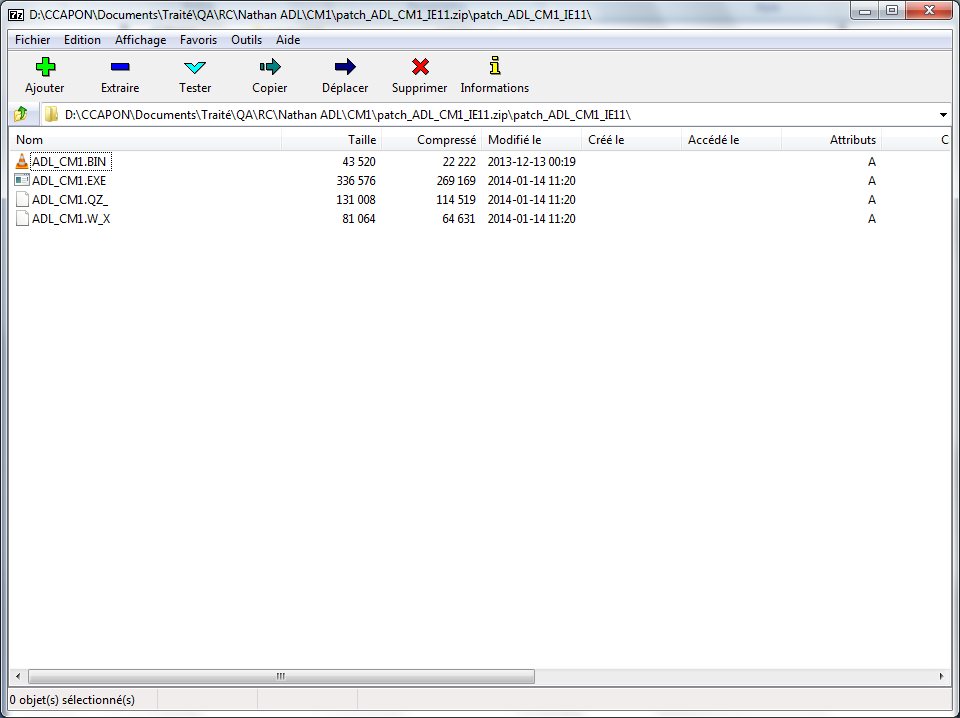 D:\CCAPON\Documents\Traité\QA\RC\Nathan ADL\CM1\patch_ADL_CM1_IE11.zip\patch_ADL_CM1_IE11\
Fichier Edition Affichage Favoris Outils Aide
Ajouter Extraire Tester Copier Déplacer Supprimer Informations
D:\CCAPON\Documents\Traité\QA\RC\Nathan ADL\CM1\patch_ADL_CM1_IE11.zip\patch_ADL_CM1_IE11\
Nom Taille Compressé Modifié le Créé le Accédé le Attributs C
ADL_CM1.BIN 43 520 22 222 2013-12-13 00:19 A
ADL_CM1.EXE 336 576 269 169 2014-01-14 11:20 A
ADL_CM1.QZ_ 131 008 114 519 2014-01-14 11:20 A
ADL_CM1.W_X 81 064 64 631 2014-01-14 11:20 A
0 objet(s) sélectionné(s)